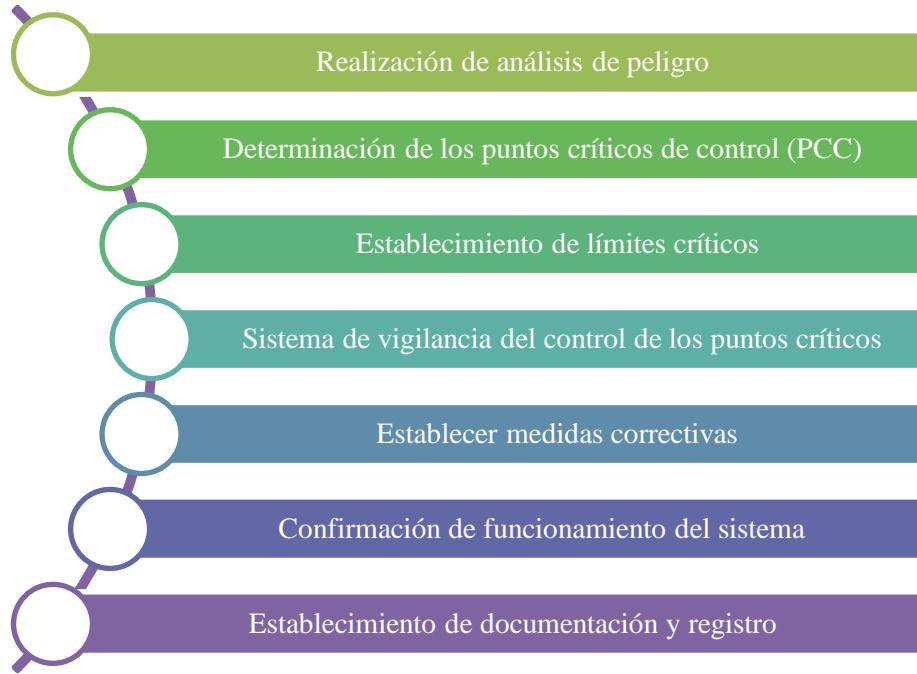 Realización de análisis de peligro
Determinación de los puntos críticos de control (PCC)
Establecimiento de límites críticos
Sistema de vigilancia del control de los puntos críticos
Establecer medidas correctivas
Confirmación de funcionamiento del sistema
Establecimiento de documentación y registro